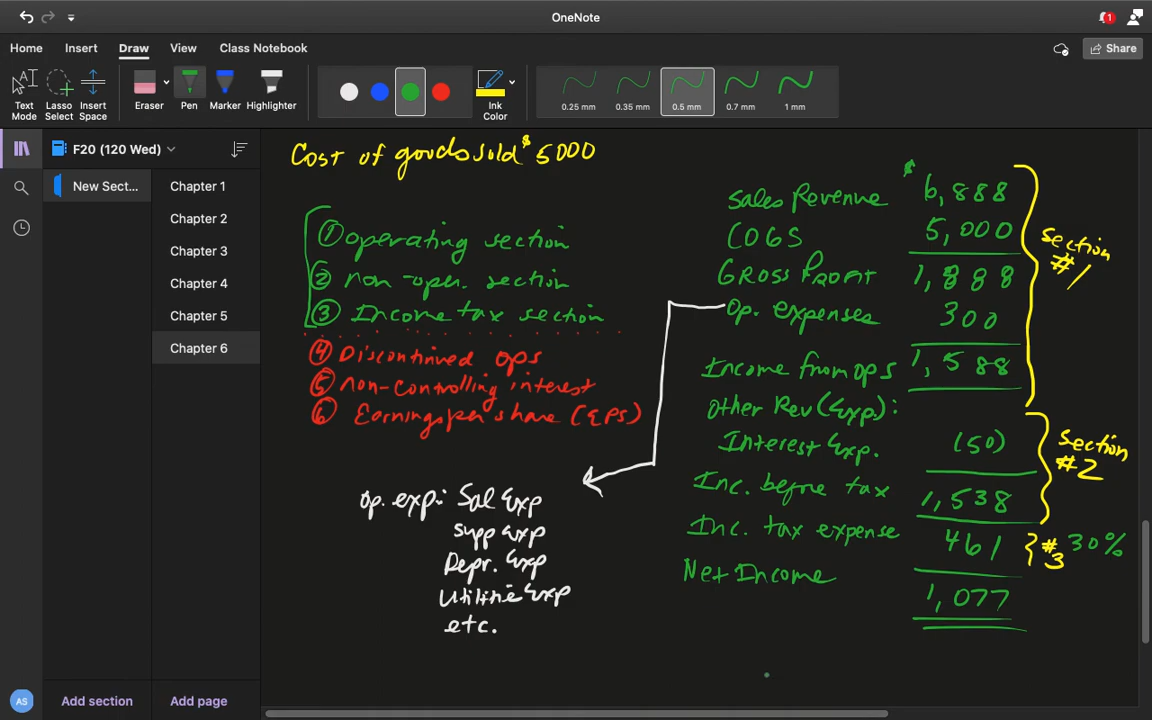 OneNote
1
Home Insert Draw View Class Notebook
Share
Text Mode
Lasso Select
Insert Space
Eraser
Pen
Marker
Highlighter
Ink Color
0.25 mm
0.35 mm
0.5 mm
0.7 mm
1 mm
F20 (120 Wed)
New Sect...
Chapter 1
Chapter 2
Chapter 3
Chapter 4
Chapter 5
Chapter 6
AS
Add section
Add page
Cost of goods sold $5000
① operating section
② non-oper. section
③ Income tax section
④ Discontinued ops
⑤ non-controlling interest
⑥ Earnings per share (EPS)
Op. exp: Sal Exp
Supp Exp
Depr. Exp
Utilitie Exp
etc.
Sales Revenue $ 6,888
COGS 5,000
GROSS PROFIT 1,888
Op. expenses 300
Income from ops 1,588
Other Rev (Exp):
Interest Exp. (50)
Inc. before tax 1,538
Inc. tax expense 461
Net Income 1,077
Section #1
Section #2
#3 30%